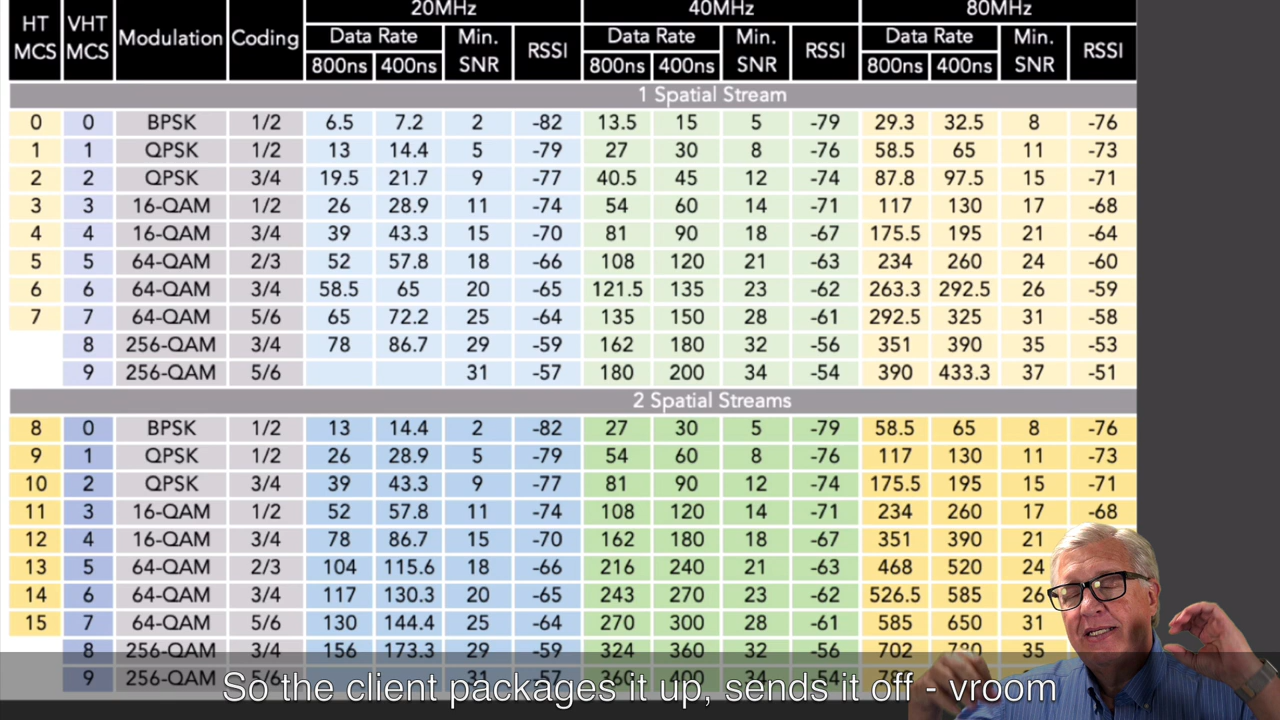 20MHz 40MHz 80MHz
HT MCS VHT MCS Modulation Coding Data Rate Min. SNR RSSI Data Rate Min. SNR RSSI Data Rate Min. SNR RSSI
800ns 400ns 800ns 400ns 800ns 400ns
1 Spatial Stream
0 0 BPSK 1/2 6.5 7.2 2 -82 13.5 15 5 -79 29.3 32.5 8 -76
1 1 QPSK 1/2 13 14.4 5 -79 27 30 8 -76 58.5 65 11 -73
2 2 QPSK 3/4 19.5 21.7 9 -77 40.5 45 12 -74 87.8 97.5 15 -71
3 3 16-QAM 1/2 26 28.9 11 -74 54 60 14 -71 117 130 17 -68
4 4 16-QAM 3/4 39 43.3 15 -70 81 90 18 -67 175.5 195 21 -64
5 5 64-QAM 2/3 52 57.8 18 -66 108 120 21 -63 234 260 24 -60
6 6 64-QAM 3/4 58.5 65 20 -65 121.5 135 23 -62 263.3 292.5 26 -59
7 7 64-QAM 5/6 65 72.2 25 -64 135 150 28 -61 292.5 325 31 -58
8 256-QAM 3/4 78 86.7 29 -59 162 180 32 -56 351 390 35 -53
9 256-QAM 5/6 31 -57 180 200 34 -54 390 433.3 37 -51
2 Spatial Streams
8 0 BPSK 1/2 13 14.4 2 -82 27 30 5 -79 58.5 65 8 -76
9 1 QPSK 1/2 26 28.9 5 -79 54 60 8 -76 117 130 11 -73
10 2 QPSK 3/4 39 43.3 9 -77 81 90 12 -74 175.5 195 15 -71
11 3 16-QAM 1/2 52 57.8 11 -74 108 120 14 -71 234 260 17 -68
12 4 16-QAM 3/4 78 86.7 15 -70 162 180 18 -67 351 390 21
13 5 64-QAM 2/3 104 115.6 18 -66 216 240 21 -63 468 520 24
14 6 64-QAM 3/4 117 130.3 20 -65 243 270 23 -62 526.5 585 26
15 7 64-QAM 5/6 130 144.4 25 -64 270 300 28 -61 585 650 31
8 256-QAM 3/4 156 173.3 29 -59 324 360 32 -56 702 780 35
9 256-QAM 5/6 31 -57 360 400 34 -54
So the client packages it up, sends it off - vroom